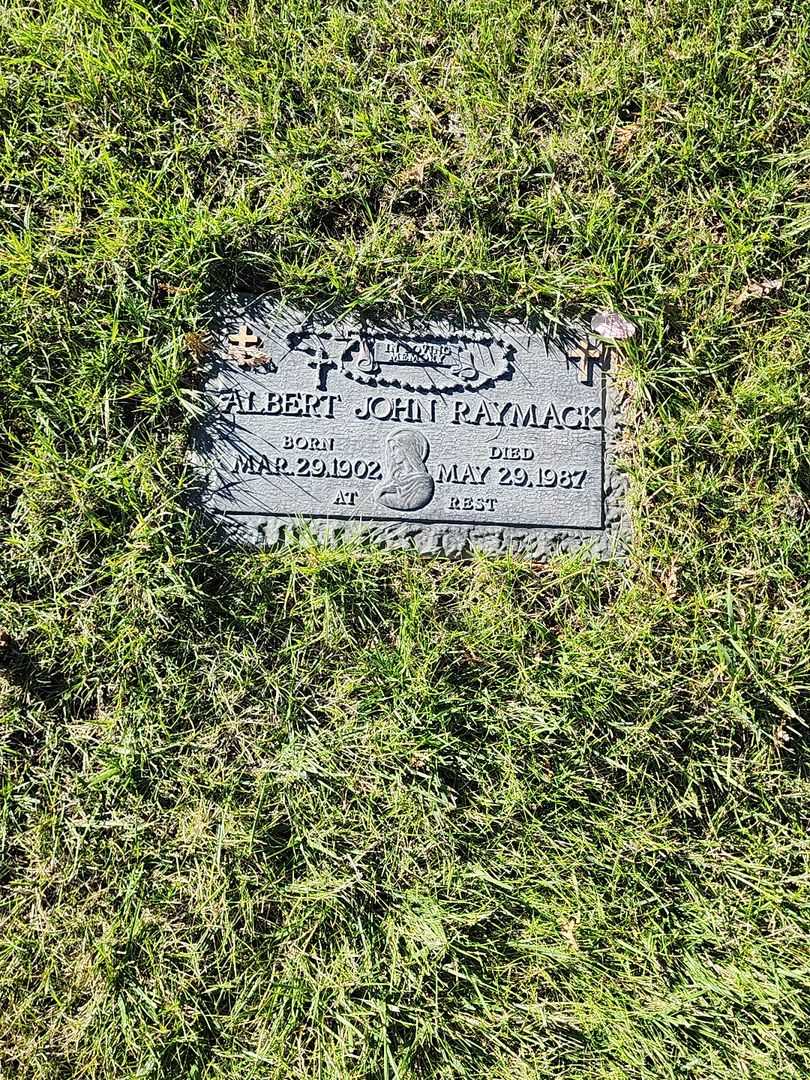 IN LOVING
MEMORY
ALBERT JOHN RAYMACK
BORN DIED
MAR. 29, 1902 MAY 29, 1987
AT REST